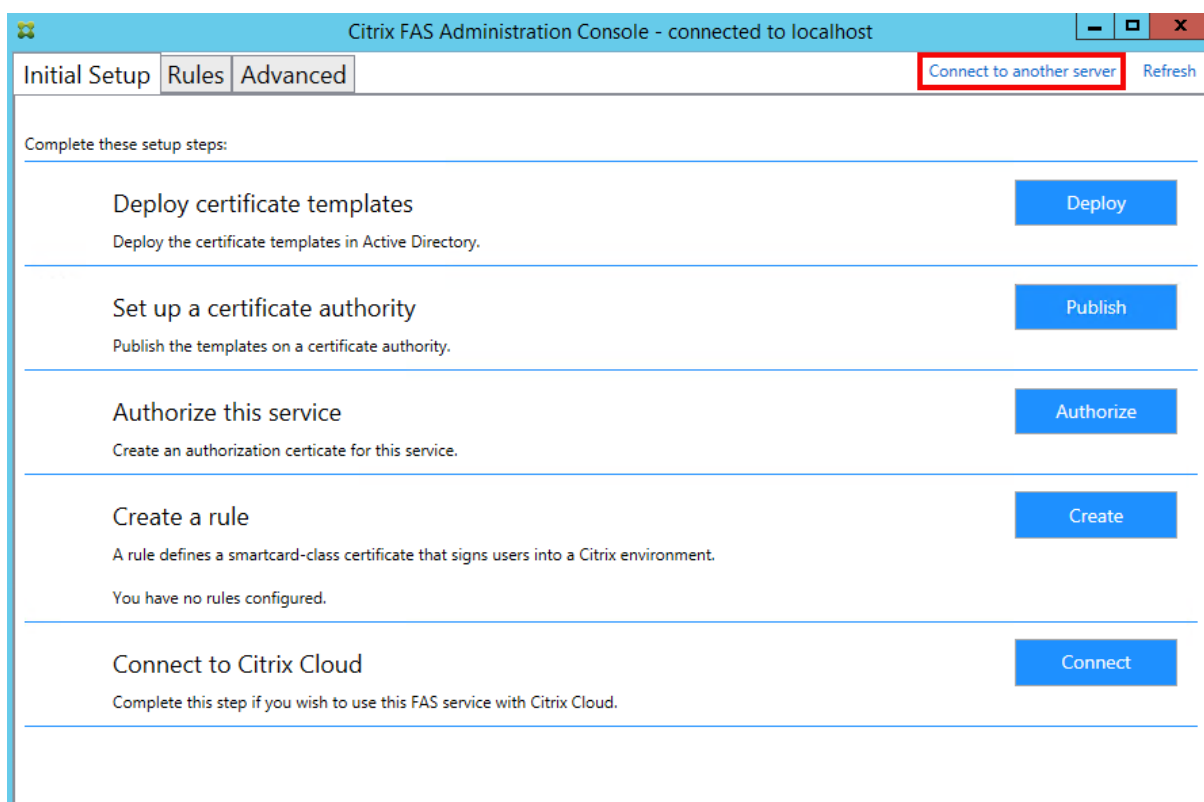 Citrix FAS Administration Console - connected to localhost
Initial Setup Rules Advanced Connect to another server Refresh
Complete these setup steps:
Deploy certificate templates Deploy
Deploy the certificate templates in Active Directory.
Set up a certificate authority Publish
Publish the templates on a certificate authority.
Authorize this service Authorize
Create an authorization certicate for this service.
Create a rule Create
A rule defines a smartcard-class certificate that signs users into a Citrix environment.
You have no rules configured.
Connect to Citrix Cloud Connect
Complete this step if you wish to use this FAS service with Citrix Cloud.